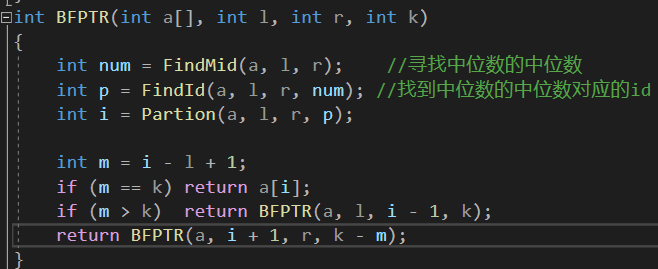 int BFPTR(int a[], int l, int r, int k)
{
    int num = FindMid(a, l, r);    //寻找中位数的中位数
    int p = FindId(a, l, r, num); //找到中位数的中位数对应的id
    int i = Partion(a, l, r, p);

    int m = i - l + 1;
    if (m == k) return a[i];
    if (m > k)  return BFPTR(a, l, i - 1, k);
    return BFPTR(a, i + 1, r, k - m);
}